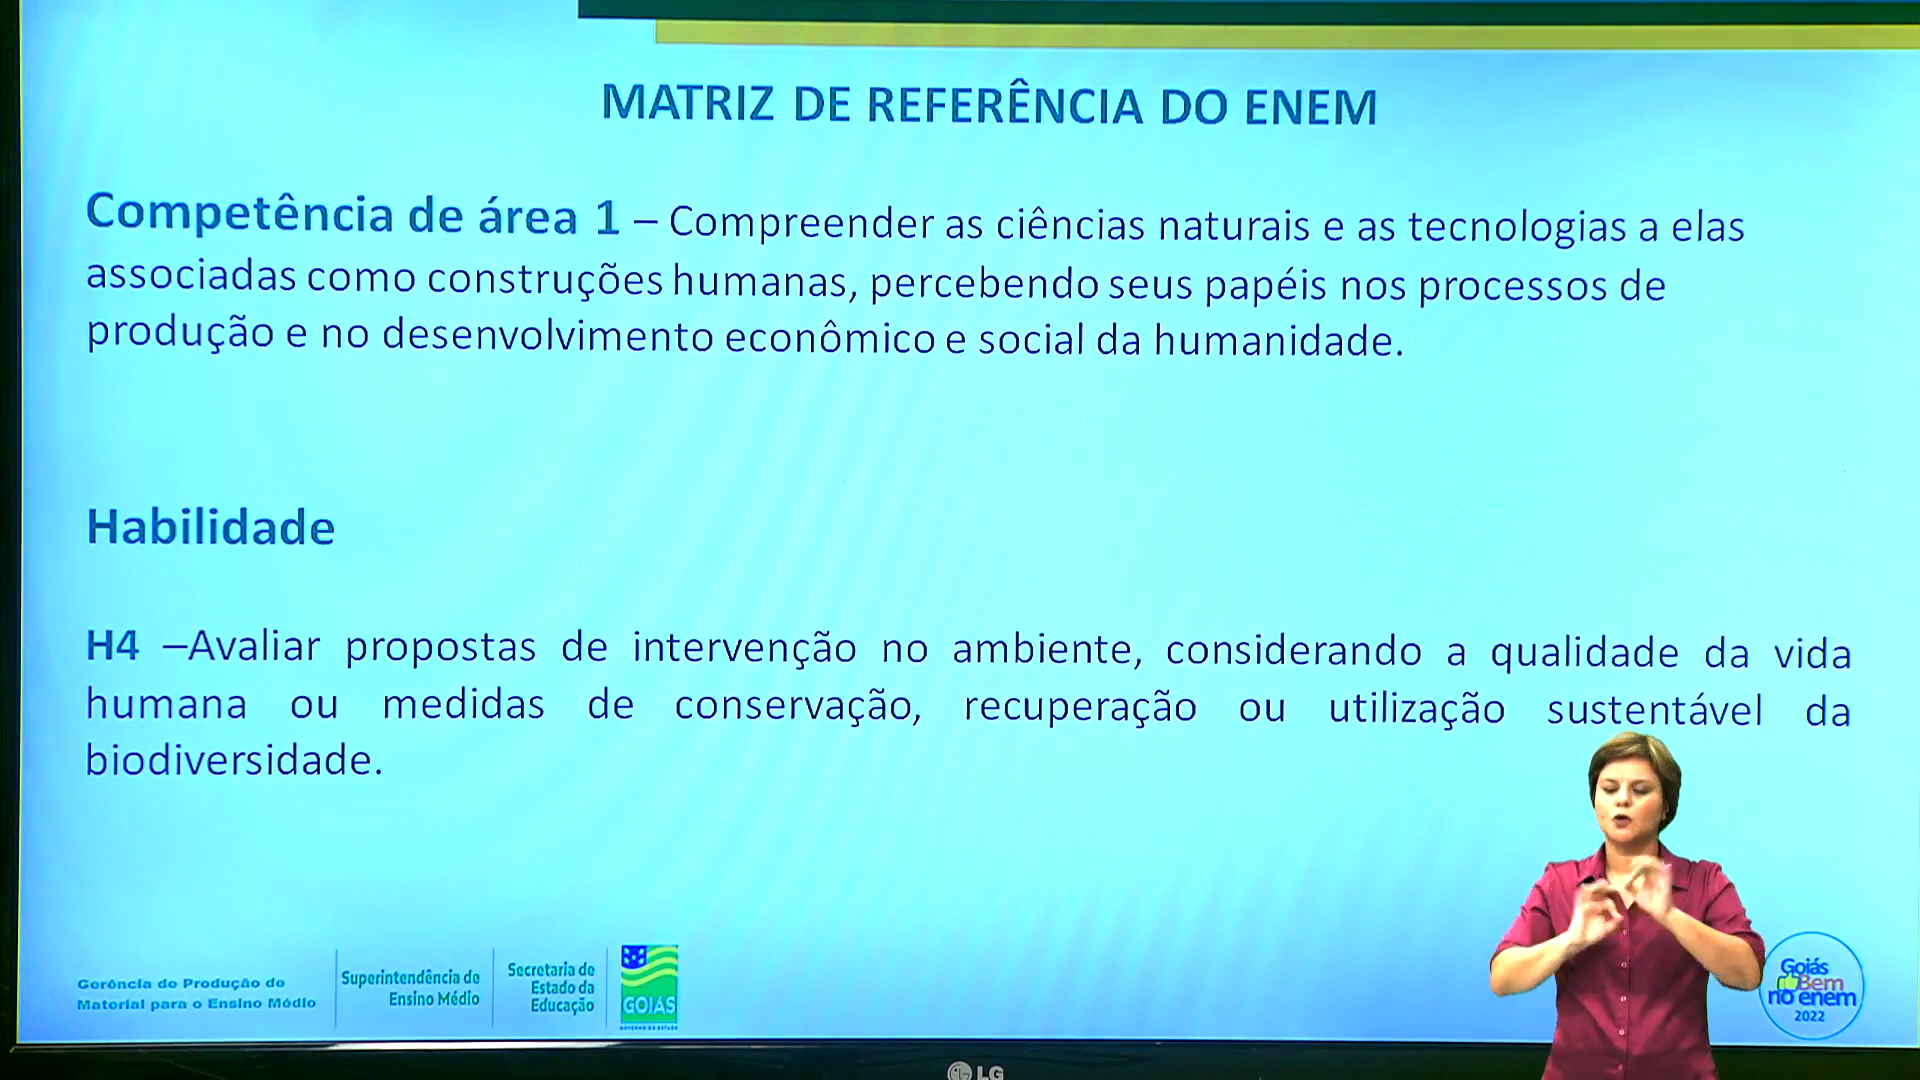 MATRIZ DE REFERÊNCIA DO ENEM
Competência de área 1 – Compreender as ciências naturais e as tecnologias a elas
associadas como construções humanas, percebendo seus papéis nos processos de
produção e no desenvolvimento econômico e social da humanidade.
Habilidade
H4 –Avaliar propostas de intervenção no ambiente, considerando a qualidade da vida
humana ou medidas de conservação, recuperação ou utilização sustentável da
biodiversidade.
Gerência de Produção de
Material para o Ensino Médio
Superintendência de
Ensino Médio
Secretaria de
Estado da
Educação
GOIÁS
GOVERNO DO ESTADO
Goiás
Bem
no enem
2022
LG